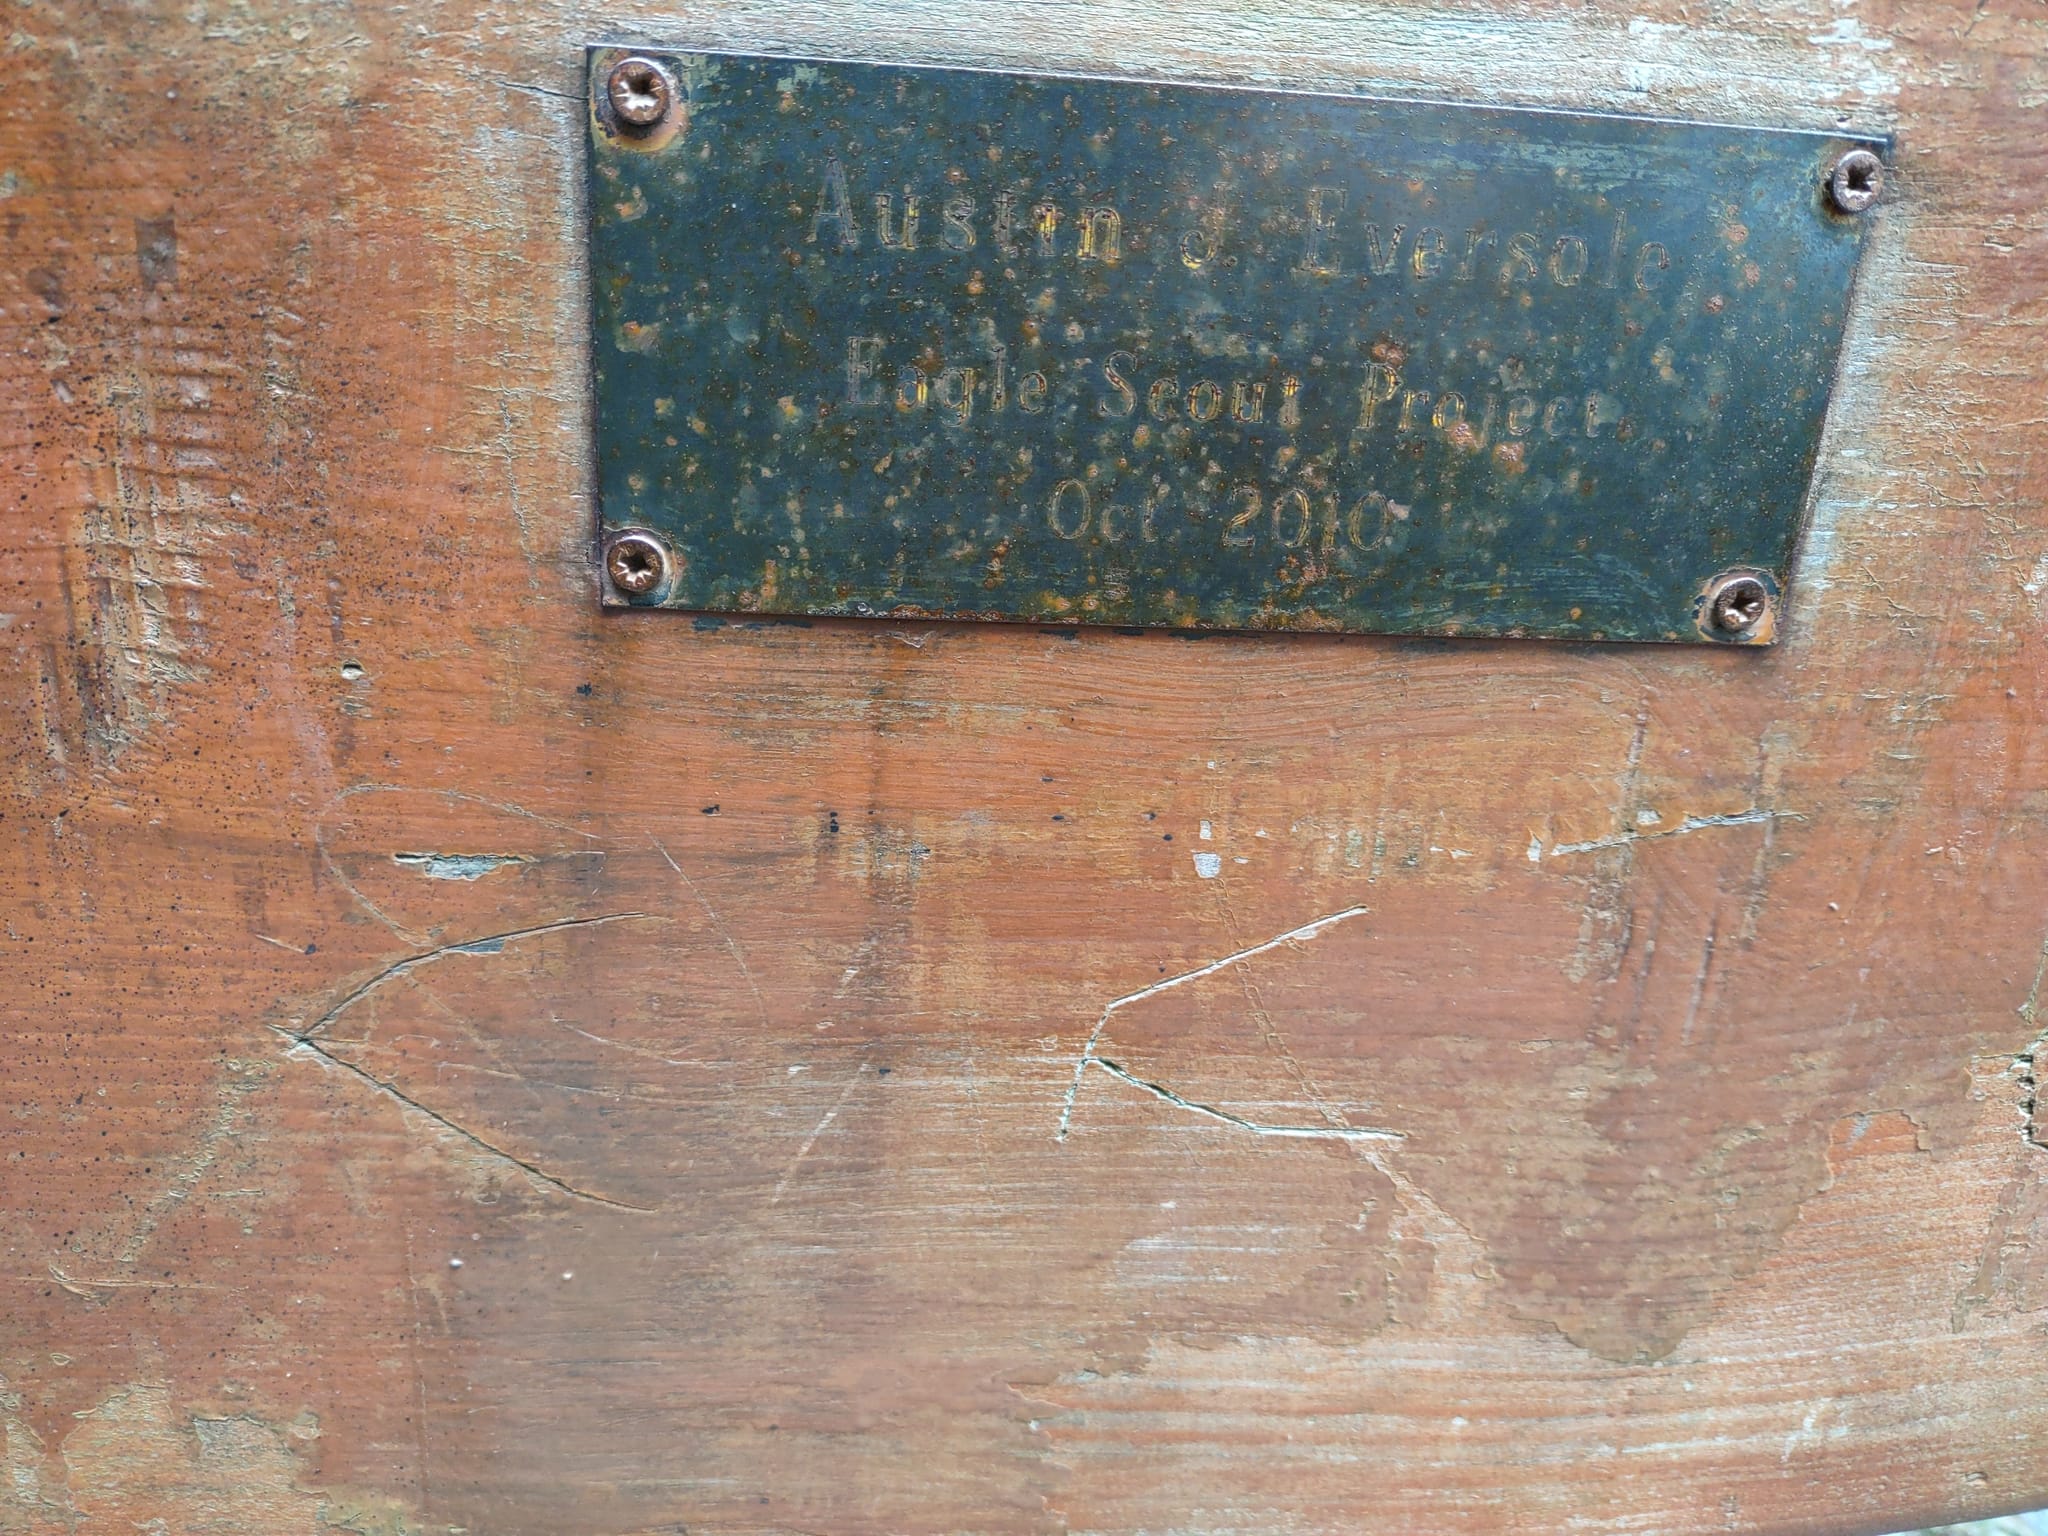 Austin J. Eversole
Eagle Scout Project
Oct. 2010